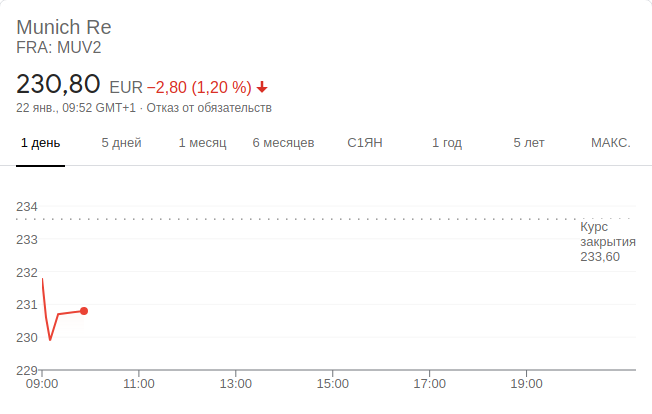 Munich Re
FRA: MUV2
230,80 EUR −2,80 (1,20 %)
22 янв., 09:52 GMT+1 · Отказ от обязательств
1 день 5 дней 1 месяц 6 месяцев С1ЯН 1 год 5 лет МАКС.
234
Курс
233
закрытия
233,60
232
231
230
229
09:00 11:00 13:00 15:00 17:00 19:00